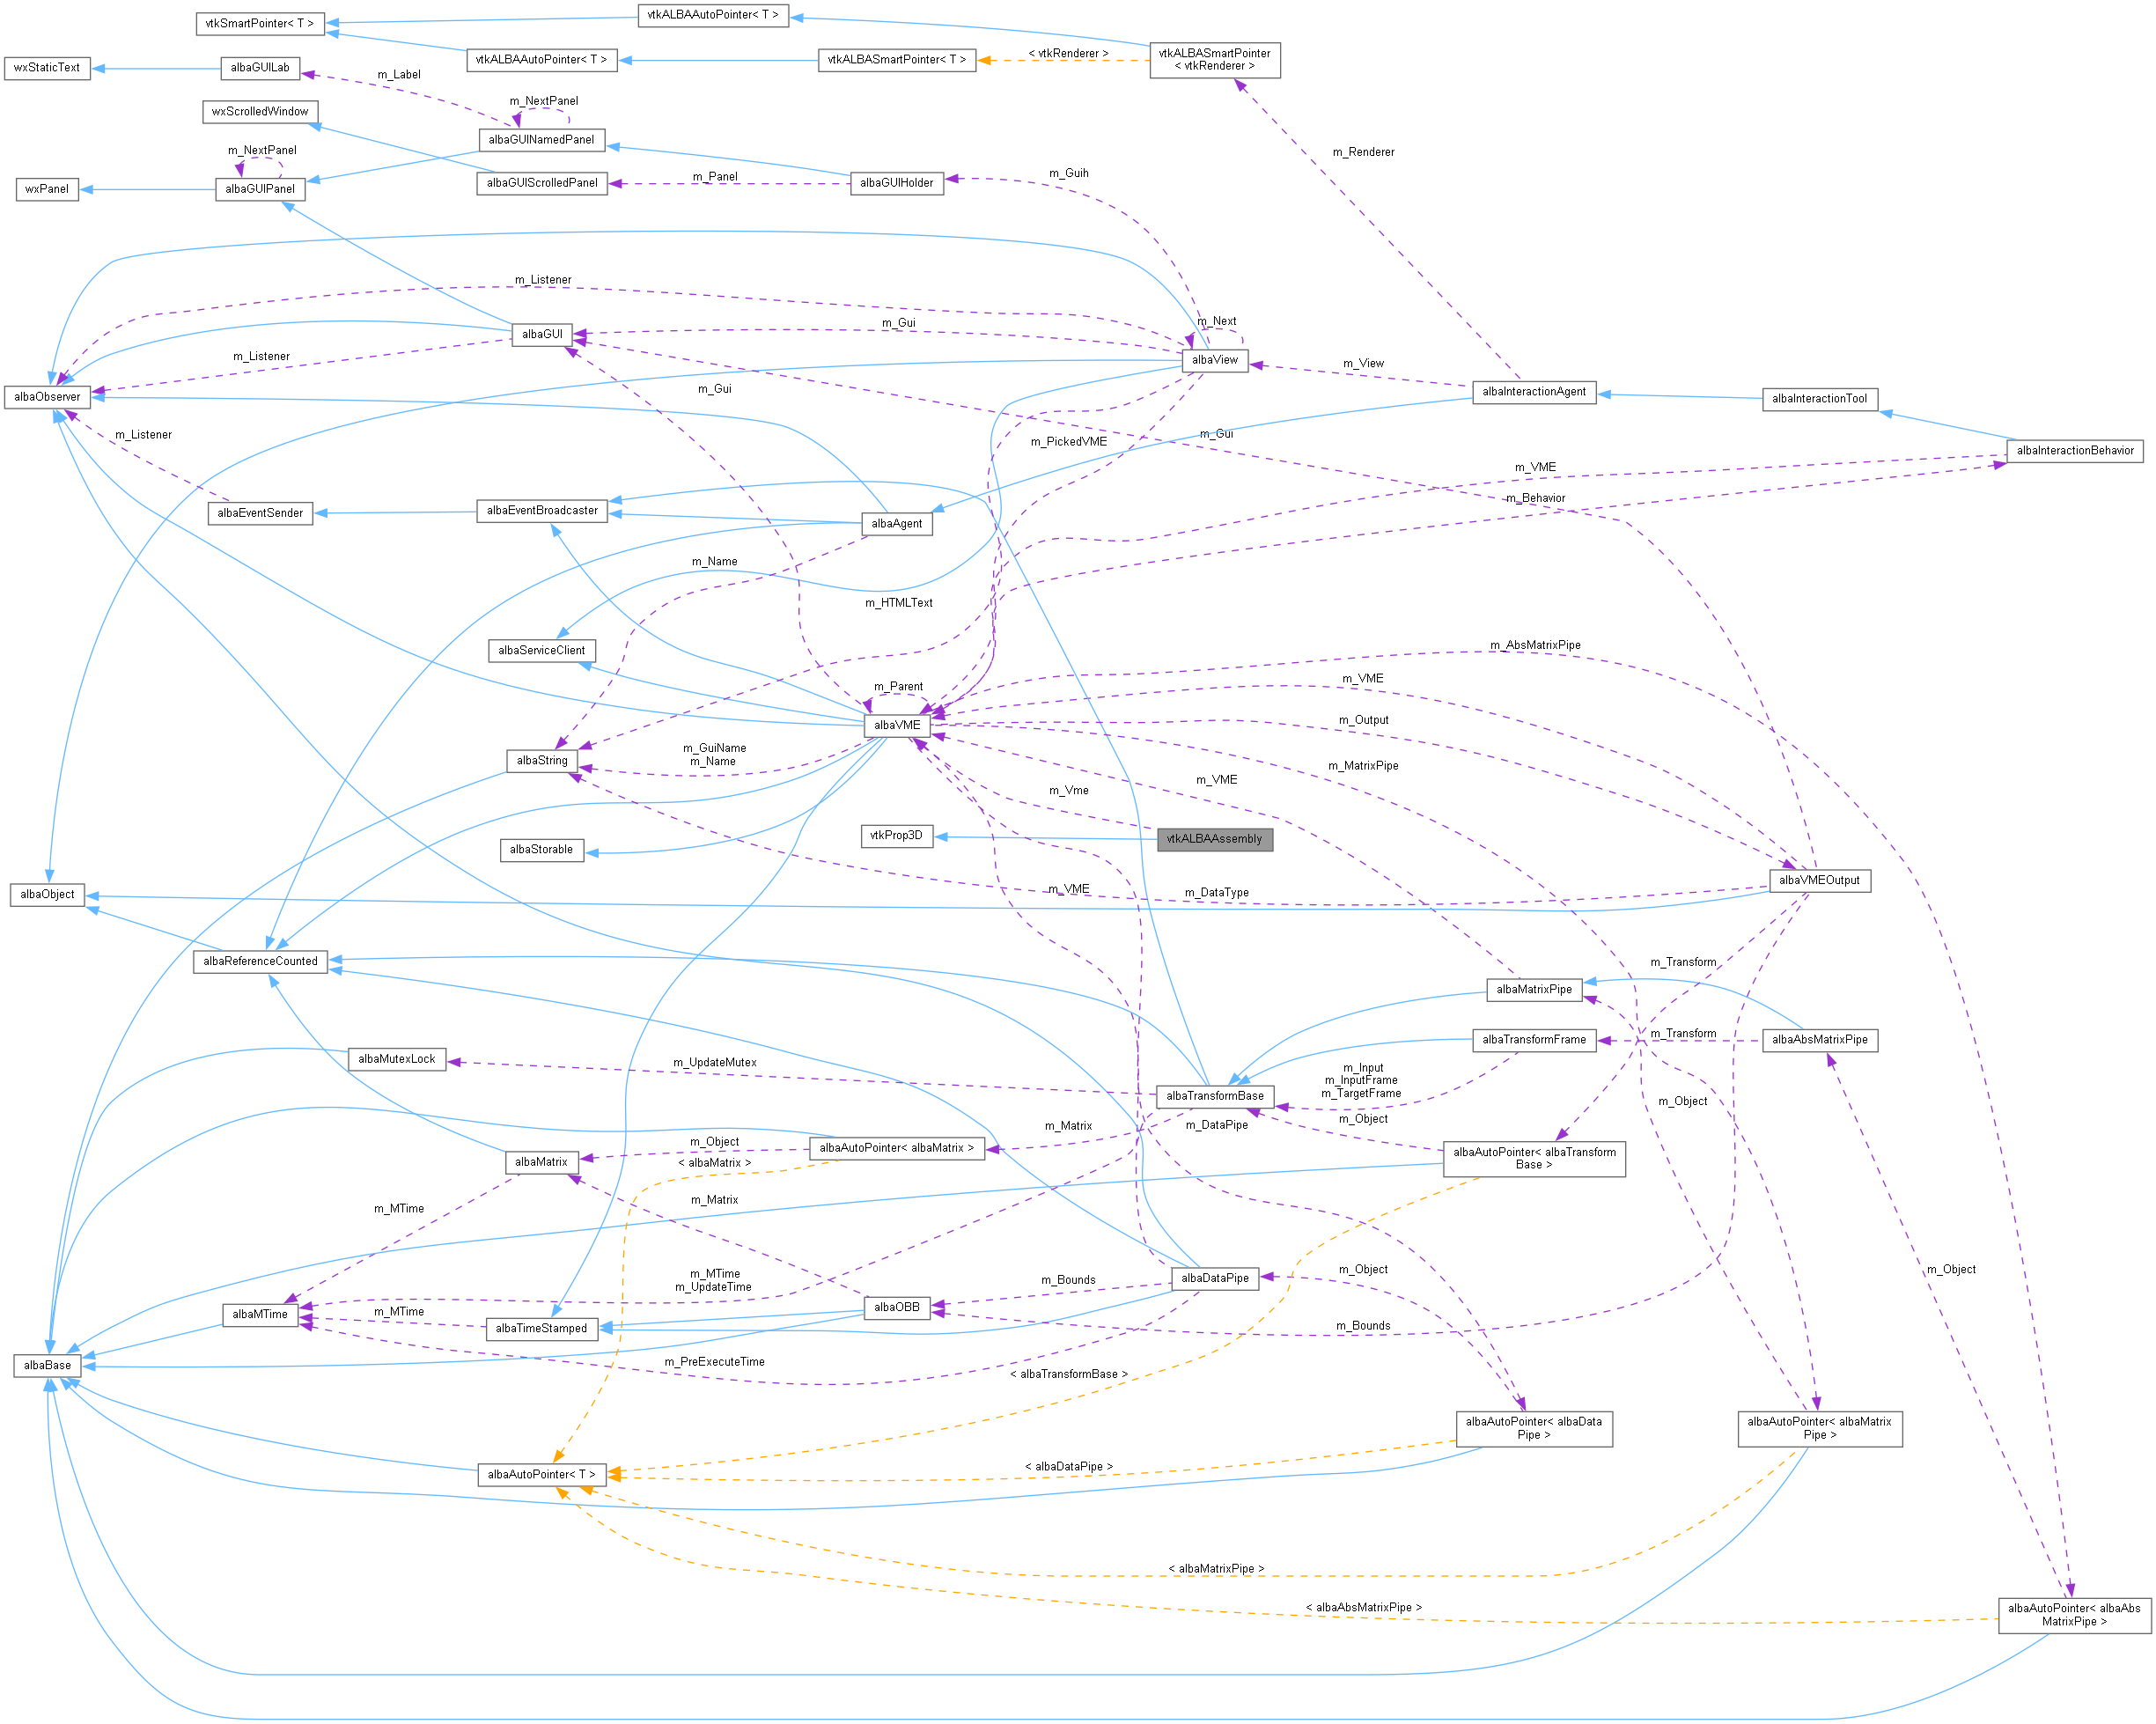 vtkSmartPointer< T >
vtkALBAAutoPointer< T >
vtkALBAAutoPointer< T >
vtkALBASmartPointer< T >
< vtkRenderer >
vtkALBASmartPointer
< vtkRenderer >
wxStaticText
albaGUILab
m_Label
wxScrolledWindow
m_NextPanel
albaGUINamedPanel
m_NextPanel
wxPanel
albaGUIPanel
albaGUIScrolledPanel
m_Panel
albaGUIHolder
m_Guih
m_Renderer
m_Listener
m_Gui
m_Next
albaGUI
m_Listener
albaView
m_View
albaObserver
m_Gui
albaInteractionAgent
albaInteractionTool
m_Listener
m_PickedVME
m_Gui
albaInteractionBehavior
m_VME
m_Behavior
albaEventSender
albaEventBroadcaster
albaAgent
m_Name
m_HTMLText
albaServiceClient
m_AbsMatrixPipe
m_VME
m_Parent
albaVME
m_Output
m_GuiName
m_Name
albaString
m_MatrixPipe
m_VME
m_Vme
vtkProp3D
vtkALBAAssembly
albaStorable
albaObject
m_VME
m_DataType
albaVMEOutput
albaReferenceCounted
m_Transform
albaMatrixPipe
albaMutexLock
m_UpdateMutex
albaTransformFrame
m_Transform
albaAbsMatrixPipe
m_Input
m_InputFrame
m_TargetFrame
albaTransformBase
m_Object
m_Matrix
m_DataPipe
m_Object
m_Object
albaAutoPointer< albaMatrix >
albaMatrix
< albaMatrix >
albaAutoPointer< albaTransform
Base >
m_MTime
m_Matrix
m_MTime
m_UpdateTime
m_Bounds
albaDataPipe
m_Object
m_Object
albaMTime
m_MTime
albaTimeStamped
albaOBB
m_Bounds
albaBase
m_PreExecuteTime
< albaTransformBase >
albaAutoPointer< albaData
Pipe >
albaAutoPointer< albaMatrix
Pipe >
albaAutoPointer< T >
< albaDataPipe >
< albaMatrixPipe >
< albaAbsMatrixPipe >
albaAutoPointer< albaAbs
MatrixPipe >